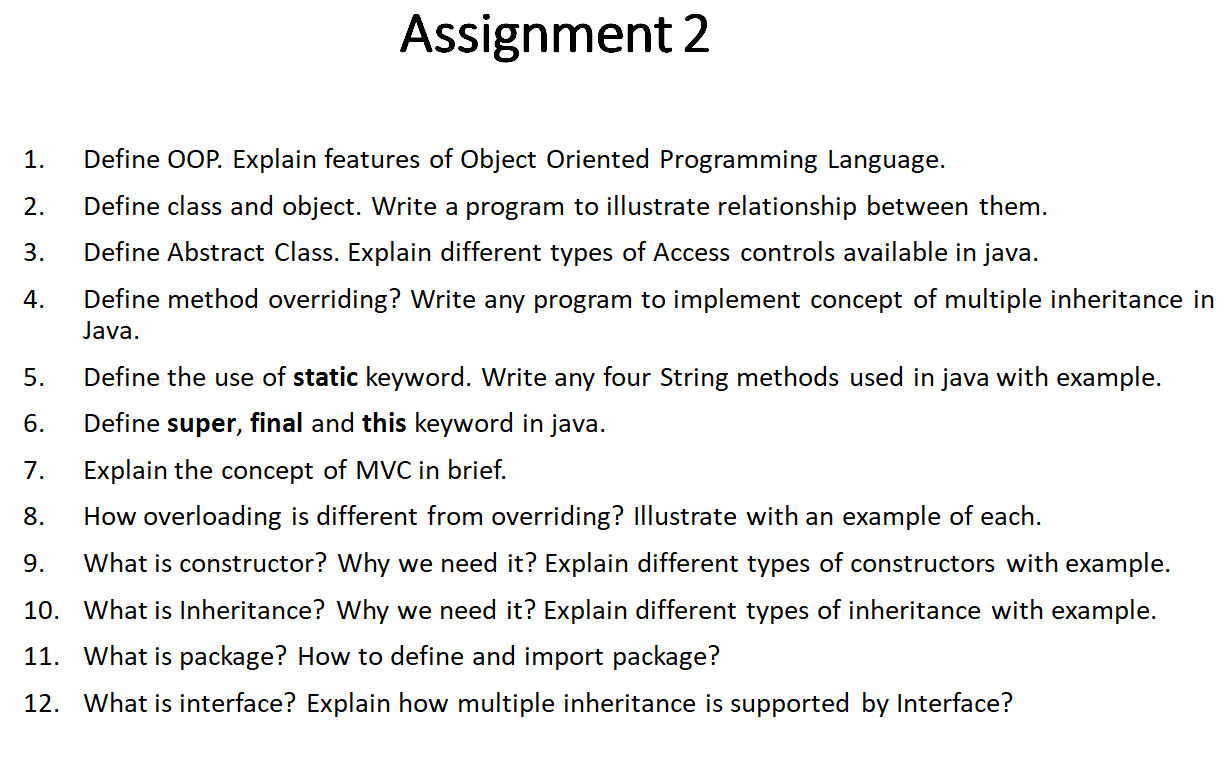 Assignment 2
1. Define OOP. Explain features of Object Oriented Programming Language.
2. Define class and object. Write a program to illustrate relationship between them.
3. Define Abstract Class. Explain different types of Access controls available in java.
4. Define method overriding? Write any program to implement concept of multiple inheritance in
Java.
5. Define the use of static keyword. Write any four String methods used in java with example.
6. Define super, final and this keyword in java.
7. Explain the concept of MVC in brief.
8. How overloading is different from overriding? Illustrate with an example of each.
9. What is constructor? Why we need it? Explain different types of constructors with example.
10. What is Inheritance? Why we need it? Explain different types of inheritance with example.
11. What is package? How to define and import package?
12. What is interface? Explain how multiple inheritance is supported by Interface?